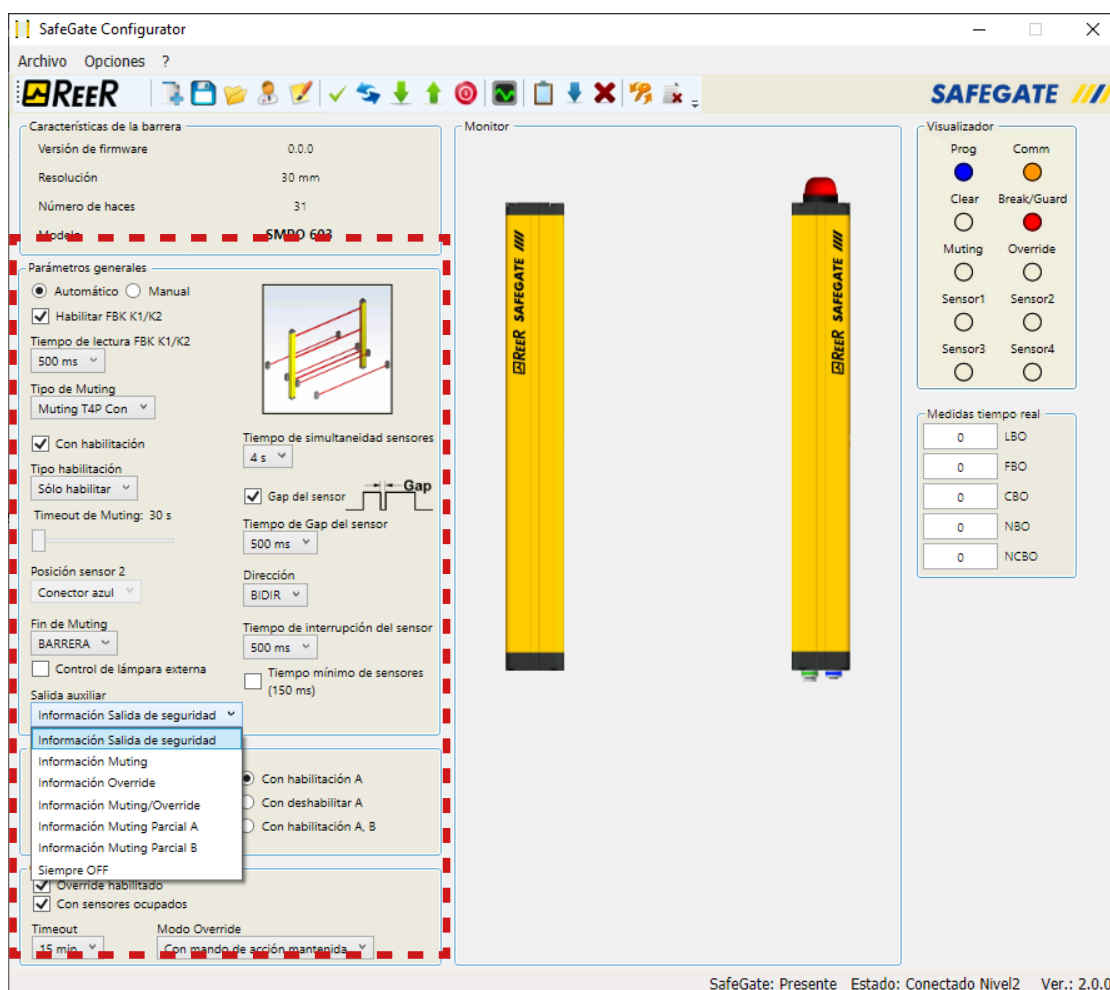 SafeGate Configurator
Archivo Opciones ?
REER
SAFEGATE
Características de la barrera
Versión de firmware 0.0.0
Resolución 30 mm
Número de haces 31
Modelo SMPO 603
Parámetros generales
Automático Manual
Habilitar FBK K1/K2
Tiempo de lectura FBK K1/K2
500 ms
Tipo de Muting
Muting T4P Con
Con habilitación
Tipo habilitación
Sólo habilitar
Timeout de Muting: 30 s
Posición sensor 2
Conector azul
Fin de Muting
BARRERA
Control de lámpara externa
Salida auxiliar
Información Salida de seguridad
Información Salida de seguridad
Información Muting
Información Override
Información Muting/Override
Información Muting Parcial A
Información Muting Parcial B
Siempre OFF
Tiempo de simultaneidad sensores
4 s
Gap del sensor
Gap
Tiempo de Gap del sensor
500 ms
Dirección
BIDIR
Tiempo de interrupción del sensor
500 ms
Tiempo mínimo de sensores
(150 ms)
Con habilitación A
Con deshabilitar A
Con habilitación A, B
Override habilitado
Con sensores ocupados
Timeout Modo Override
15 min Con mando de acción mantenida
Monitor
REER SAFEGATE
REER SAFEGATE
Visualizador
Prog Comm
Clear Break/Guard
Muting Override
Sensor1 Sensor2
Sensor3 Sensor4
Medidas tiempo real
0 LBO
0 FBO
0 CBO
0 NBO
0 NCBO
SafeGate: Presente Estado: Conectado Nivel2 Ver.: 2.0.0